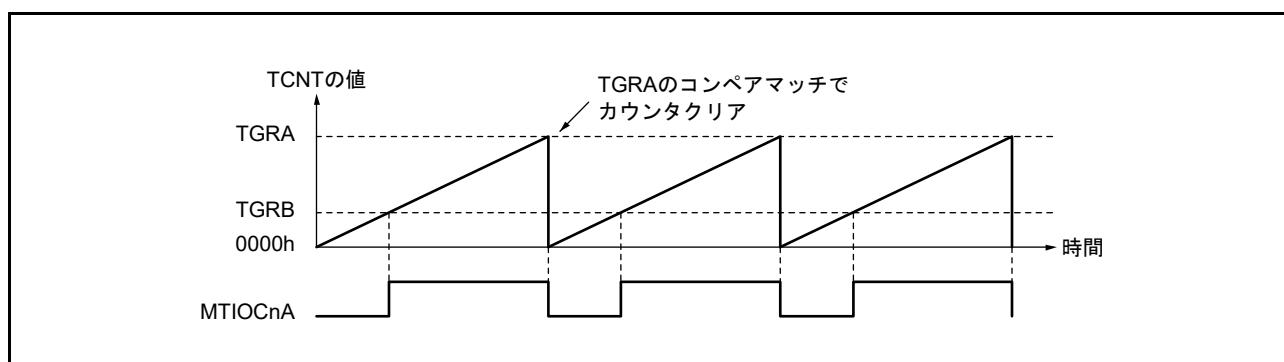 TCNTの値
TGRAのコンペアマッチで
カウンタクリア
TGRA
TGRB
0000h
時間
MTIOCnA